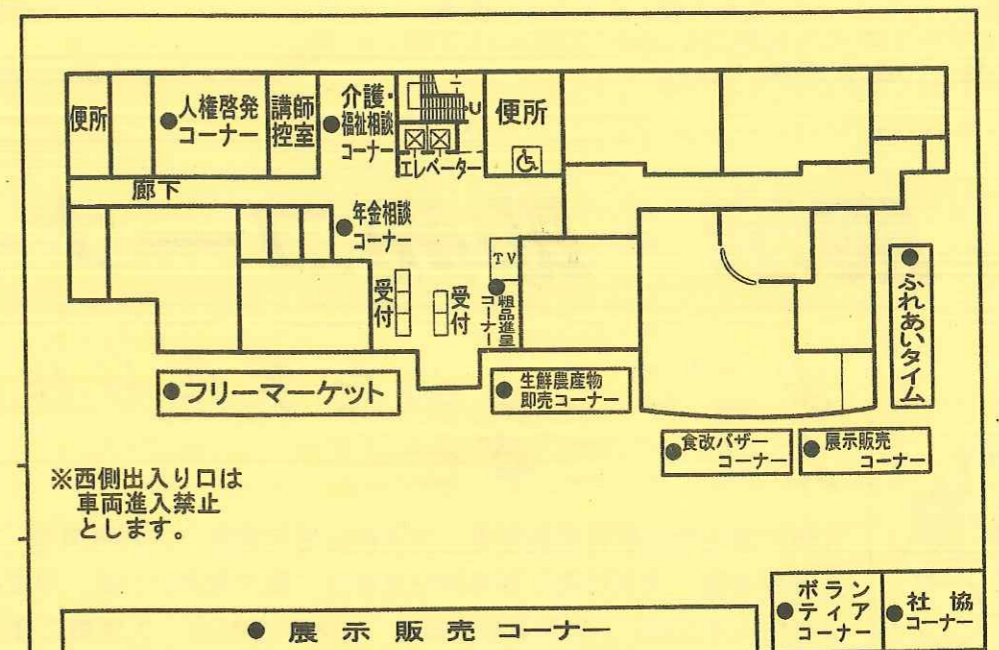 便所
●人権啓発
コーナー
講師
控室
●介護・
福祉相談
コーナー
エレベーター
U
便所
廊下
●年金相談
コーナー
TV
受付
受付
●粗品進呈
コーナー
●ふれあいタイム
●フリーマーケット
●生鮮農産物
即売コーナー
●食改バザー
コーナー
●展示販売
コーナー
※西側出入り口は
車両進入禁止
とします。
●ボラン
ティア
コーナー
●社協
コーナー
●展示販売コーナー